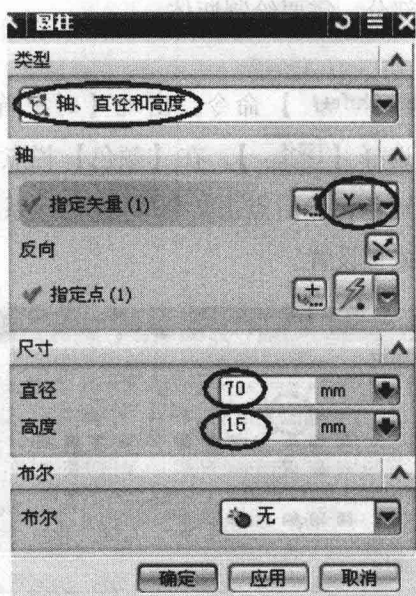 圆柱
类型
轴、直径和高度
轴
指定矢量 (1)
Y
反向
指定点 (1)
尺寸
直径 70 mm
高度 15 mm
布尔
布尔 无
确定 应用 取消